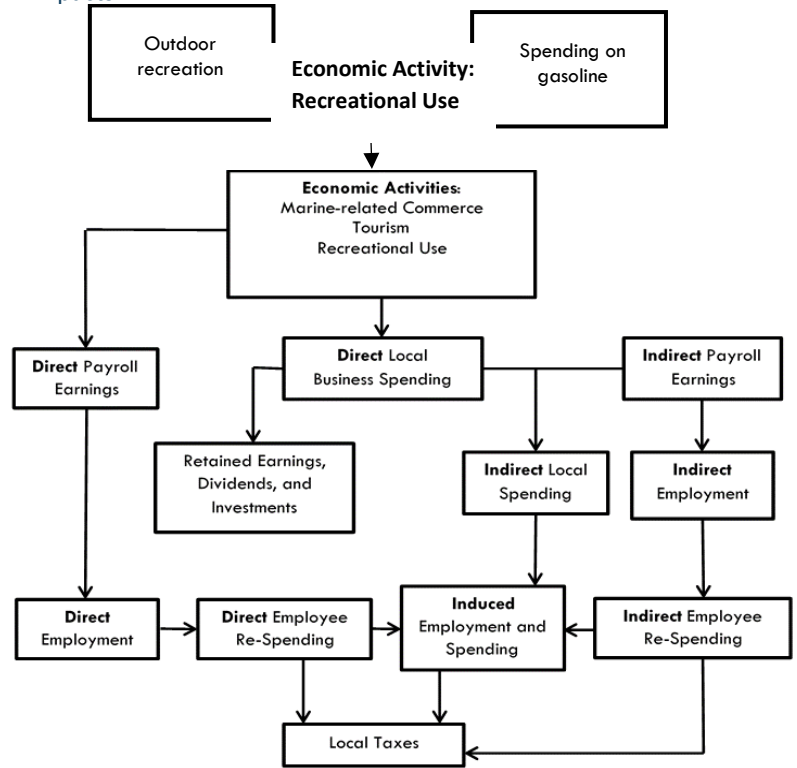 Outdoor
recreation
Economic Activity:
Recreational Use
Spending on
gasoline
Economic Activities:
Marine-related Commerce
Tourism
Recreational Use
Direct Payroll
Earnings
Direct Local
Business Spending
Indirect Payroll
Earnings
Retained Earnings,
Dividends, and
Investments
Indirect Local
Spending
Indirect
Employment
Direct
Employment
Direct Employee
Re-Spending
Induced
Employment and
Spending
Indirect Employee
Re-Spending
Local Taxes